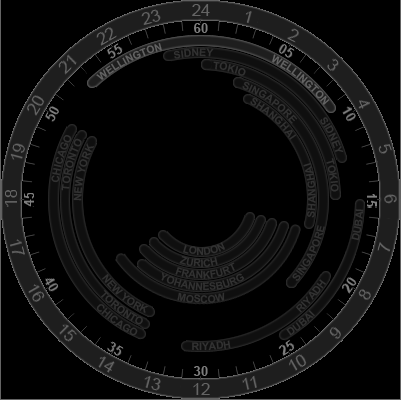 24
1
2
3
4
5
6
7
8
9
10
11
12
13
14
15
16
17
18
19
20
21
22
23
60
05
10
15
20
25
30
35
40
45
50
55
WELLINGTON
WELLINGTON
SIDNEY
SIDNEY
TOKIO
TOKIO
SINGAPORE
SINGAPORE
SHANGHAI
SHANGHAI
CHICAGO
TORONTO
NEW YORK
NEW YORK
TORONTO
CHICAGO
LONDON
ZURICH
FRANKFURT
YOHANNESBURG
MOSCOW
DUBAI
DUBAI
RIYADH
RIYADH